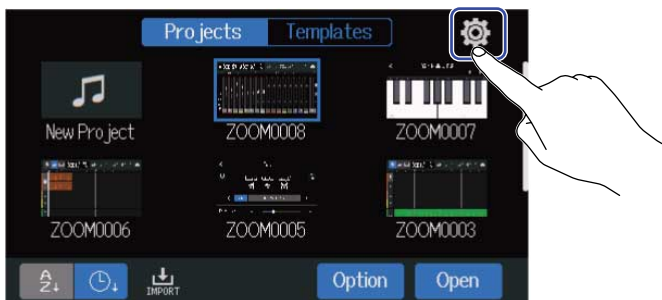 Projects Templates
New Project ZOOM0008 ZOOM0007
ZOOM0006 ZOOM0005 ZOOM0003
A Z↓ IMPORT Option Open